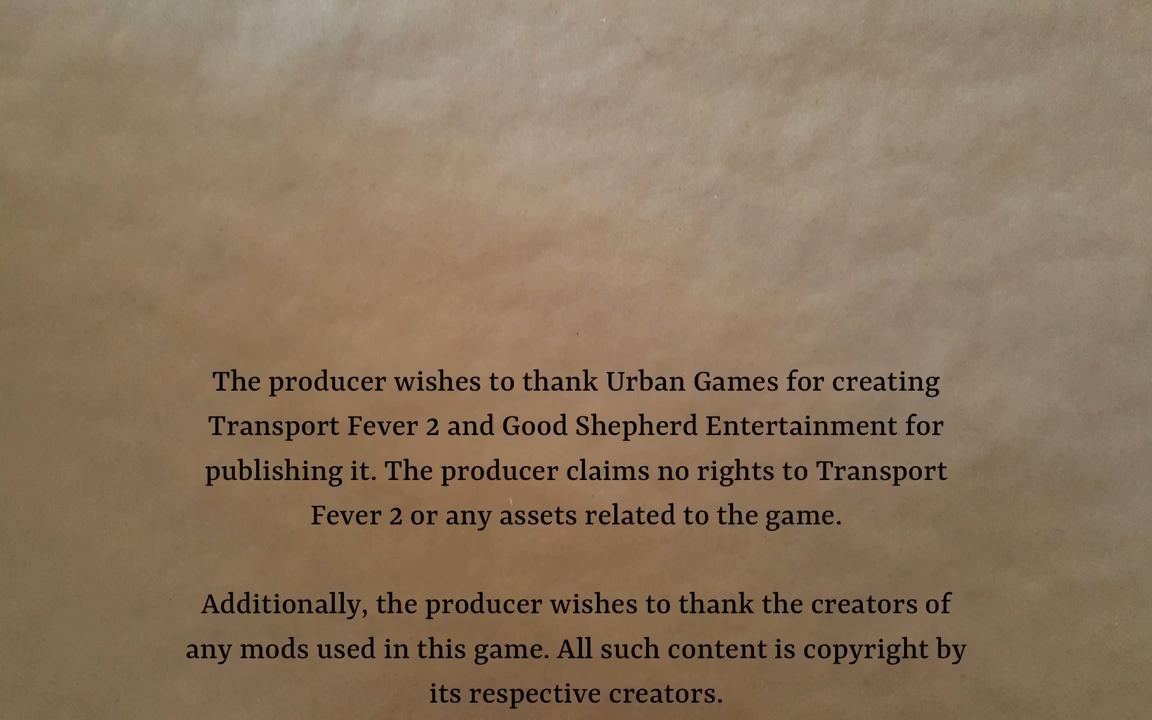 The producer wishes to thank Urban Games for creating
Transport Fever 2 and Good Shepherd Entertainment for
publishing it. The producer claims no rights to Transport
Fever 2 or any assets related to the game.
Additionally, the producer wishes to thank the creators of
any mods used in this game. All such content is copyright by
its respective creators.